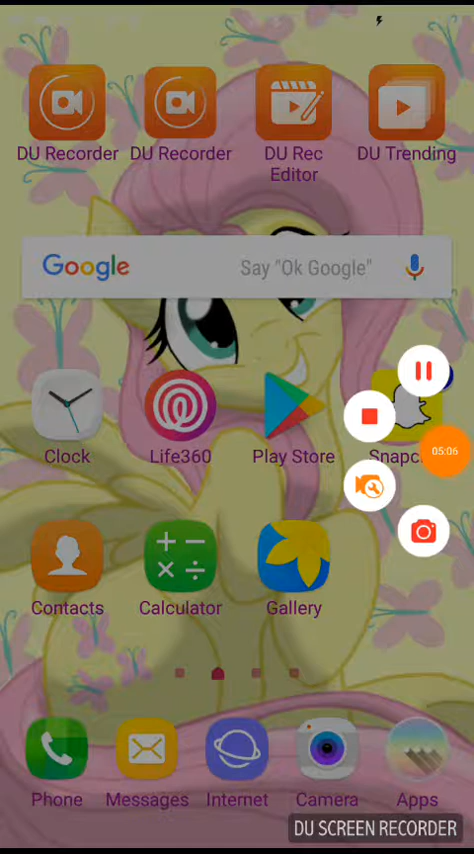 DU Recorder
DU Recorder
DU Rec
Editor
DU Trending
Google
Say "Ok Google"
Clock
Life360
Play Store
05:06
Contacts
Calculator
Gallery
Phone
Messages
Internet
Camera
Apps
DU SCREEN RECORDER